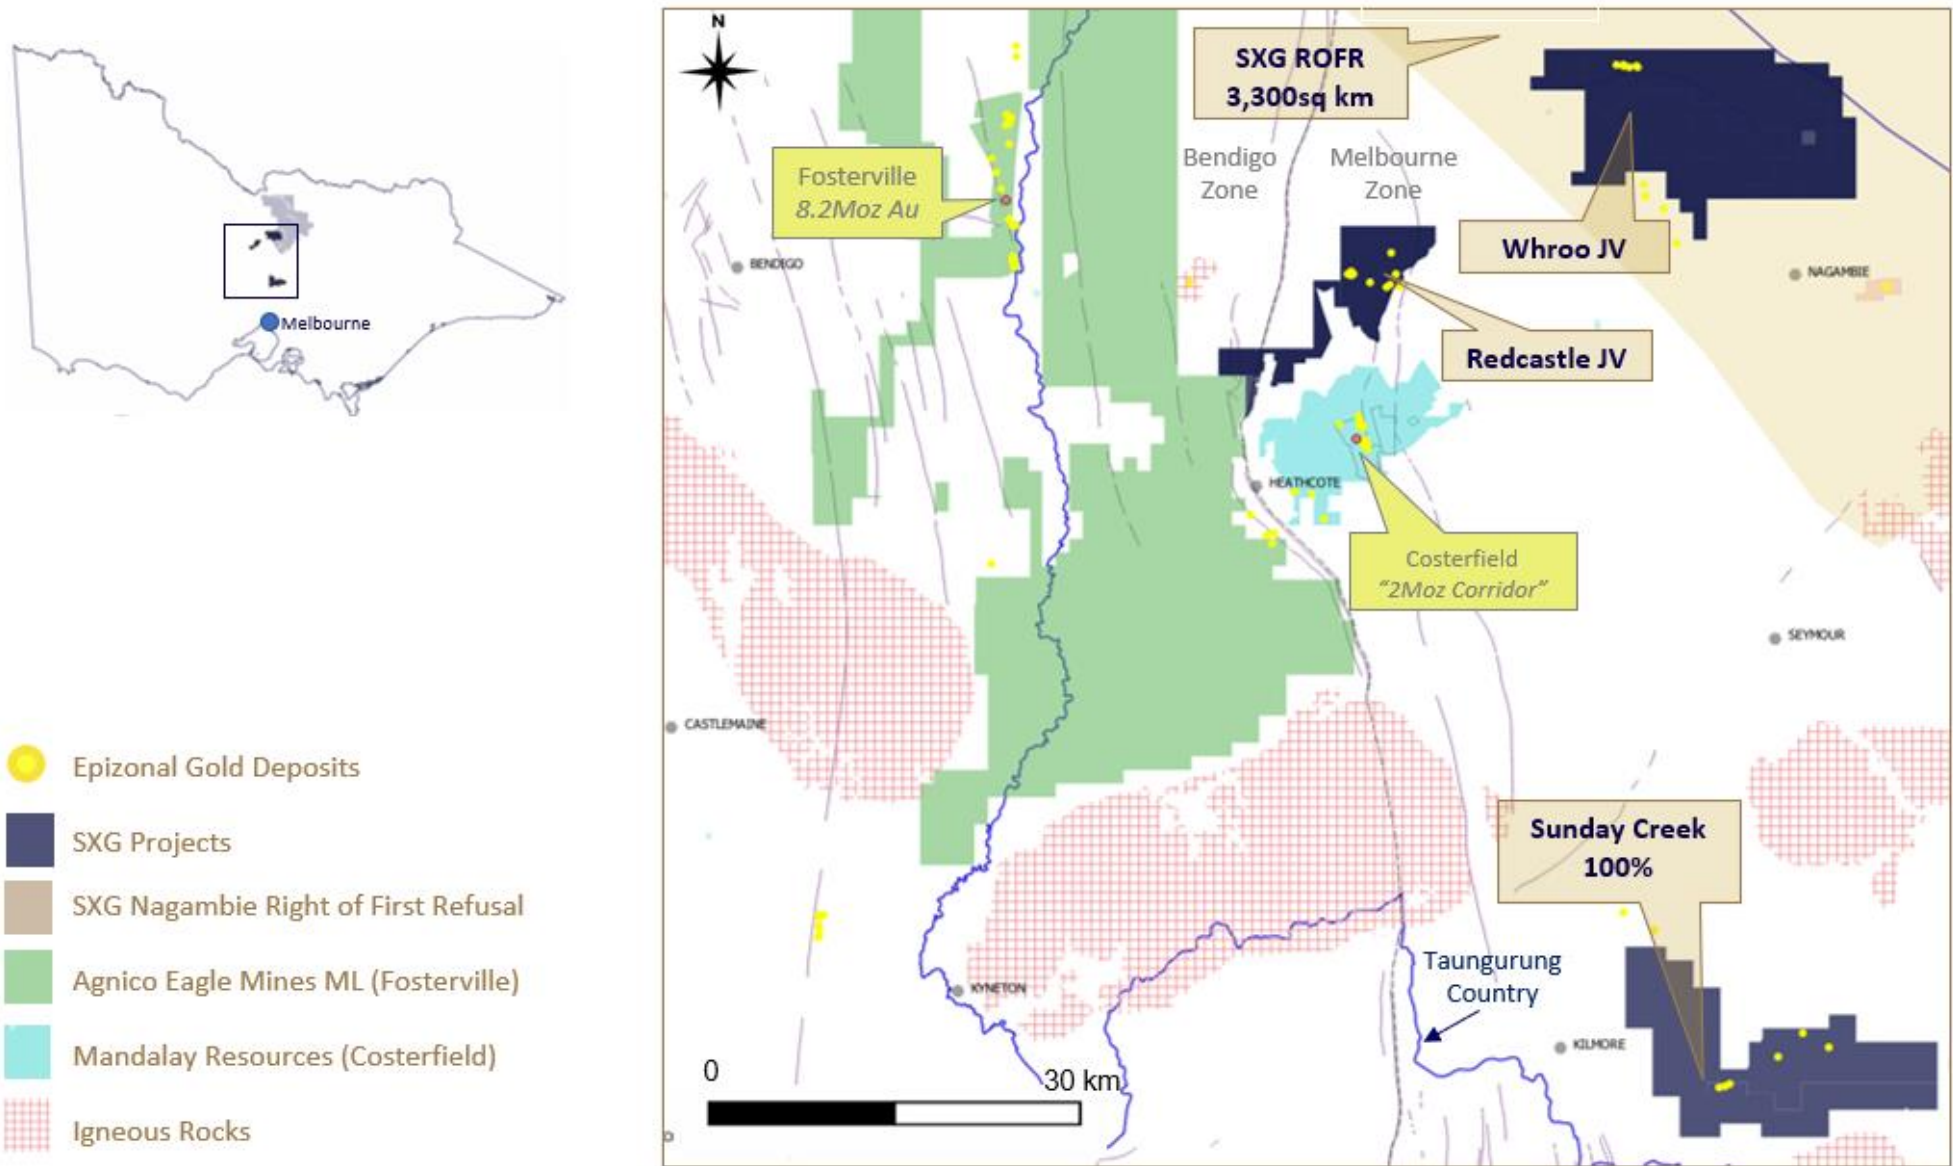 Melbourne
Epizonal Gold Deposits
SXG Projects
SXG Nagambie Right of First Refusal
Agnico Eagle Mines ML (Fosterville)
Mandalay Resources (Costerfield)
Igneous Rocks
N
SXG ROFR
3,300sq km
Bendigo
Zone
Melbourne
Zone
Fosterville
8.2Moz Au
BENDIGO
Whroo JV
NAGAMBIE
Redcastle JV
HEATHCOTE
Costerfield
“2Moz Corridor”
SEYMOUR
CASTLEMAINE
Sunday Creek
100%
Taungurung
Country
KYNETON
KILMORE
0
30 km